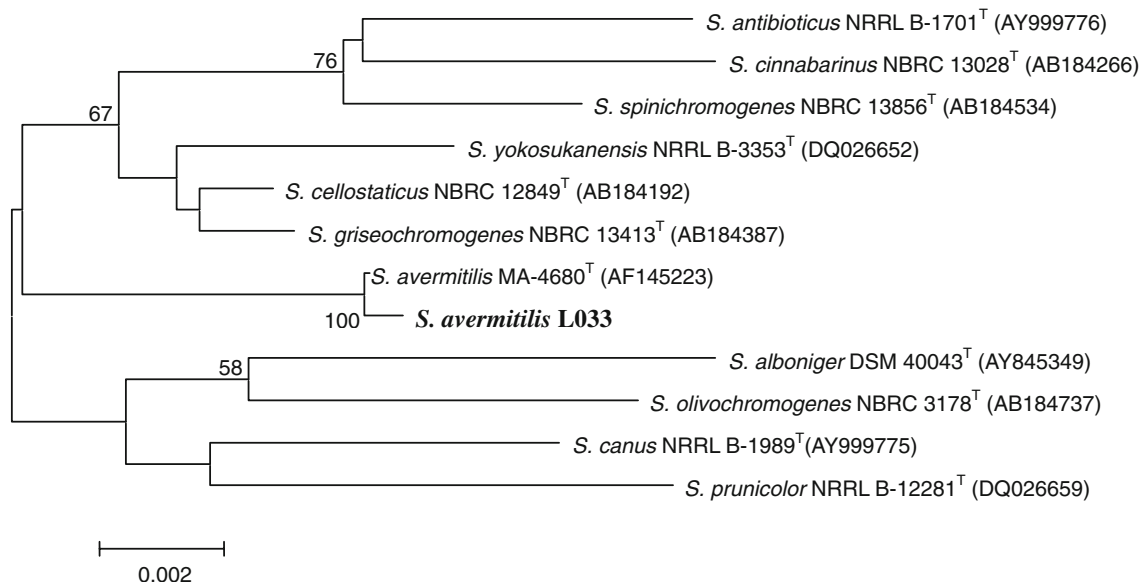 S. antibioticus NRRL B-1701T (AY999776)
76
S. cinnabarinus NBRC 13028T (AB184266)
67
S. spinichromogenes NBRC 13856T (AB184534)
S. yokosukanensis NRRL B-3353T (DQ026652)
S. cellostaticus NBRC 12849T (AB184192)
S. griseochromogenes NBRC 13413T (AB184387)
S. avermitilis MA-4680T (AF145223)
100
S. avermitilis L033
58
S. alboniger DSM 40043T (AY845349)
S. olivochromogenes NBRC 3178T (AB184737)
S. canus NRRL B-1989T(AY999775)
S. prunicolor NRRL B-12281T (DQ026659)
0.002